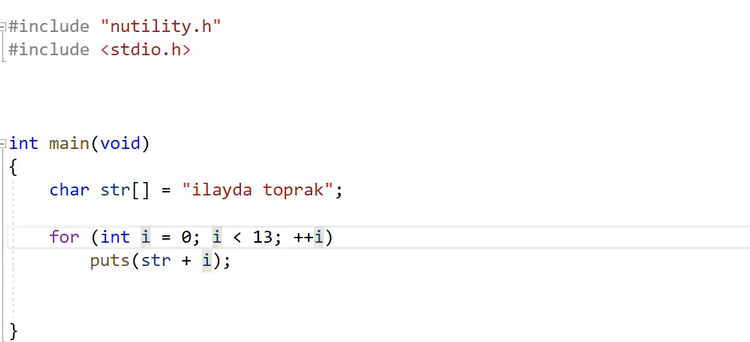 #include "nutility.h"
#include <stdio.h>
int main(void)
{
    char str[] = "ilayda toprak";
    for (int i = 0; i < 13; ++i)
        puts(str + i);
}